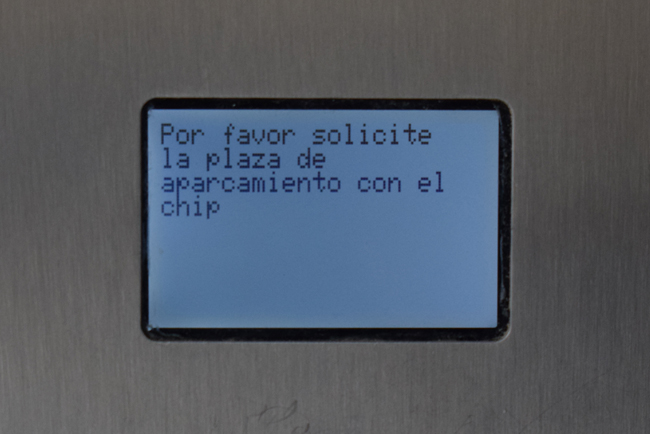 Por favor solicite
la plaza de
aparcamiento con el
chip